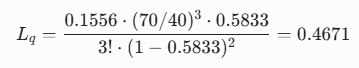 L_q = \frac{0.1556 \cdot (70/40)^3 \cdot 0.5833}{3! \cdot (1 - 0.5833)^2} = 0.4671